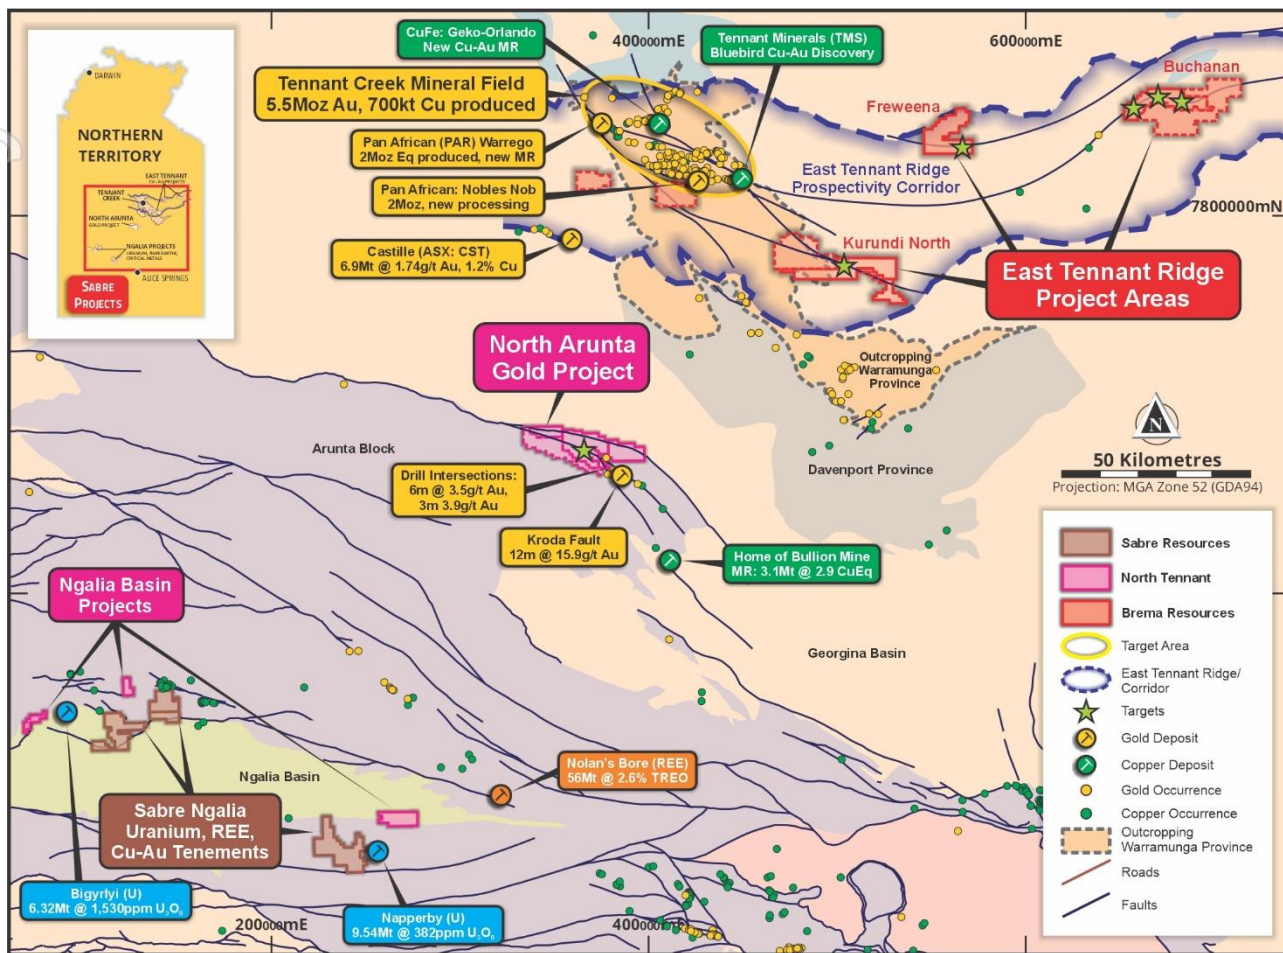 CuFe: Geko-Orlando
New Cu-Au MR
400000mE
Tennant Minerals (TMS)
Bluebird Cu-Au Discovery
600000mE
Tennant Creek Mineral Field
5.5Moz Au, 700kt Cu produced
Buchanan
Freweena
Pan African (PAR) Warrego
2Moz Eq produced, new MR
East Tennant Ridge
Prospectivity Corridor
Pan African: Nobles Nob
2Moz, new processing
7800000mN
Castille (ASX: CST)
6.9Mt @ 1.74g/t Au, 1.2% Cu
Kurundi North
East Tennant Ridge
Project Areas
DARWIN
NORTHERN
TERRITORY
EAST TENNANT
CU-AU PROJECTS
TENNANT
CREEK
NORTH ARUNTA
GOLD PROJECT
NGALIA PROJECTS
URANIUM, RARE EARTHS,
CRITICAL METALS
ALICE SPRINGS
SABRE
PROJECTS
North Arunta
Gold Project
Outcropping
Warramunga
Province
Arunta Block
Davenport Province
N
50 Kilometres
Projection: MGA Zone 52 (GDA94)
Drill Intersections:
6m @ 3.5g/t Au,
3m 3.9g/t Au
Kroda Fault
12m @ 15.9g/t Au
Home of Bullion Mine
MR: 3.1Mt @ 2.9 CuEq
Ngalia Basin
Projects
Georgina Basin
Ngalia Basin
Nolan's Bore (REE)
56Mt @ 2.6% TREO
Sabre Ngalia
Uranium, REE,
Cu-Au Tenements
Bigyrlyi (U)
6.32Mt @ 1,530ppm U₃O₈
200000mE
Napperby (U)
9.54Mt @ 382ppm U₃O₈
400000mE
Sabre Resources
North Tennant
Brema Resources
Target Area
East Tennant Ridge/
Corridor
Targets
Gold Deposit
Copper Deposit
Gold Occurrence
Copper Occurrence
Outcropping
Warramunga Province
Roads
Faults